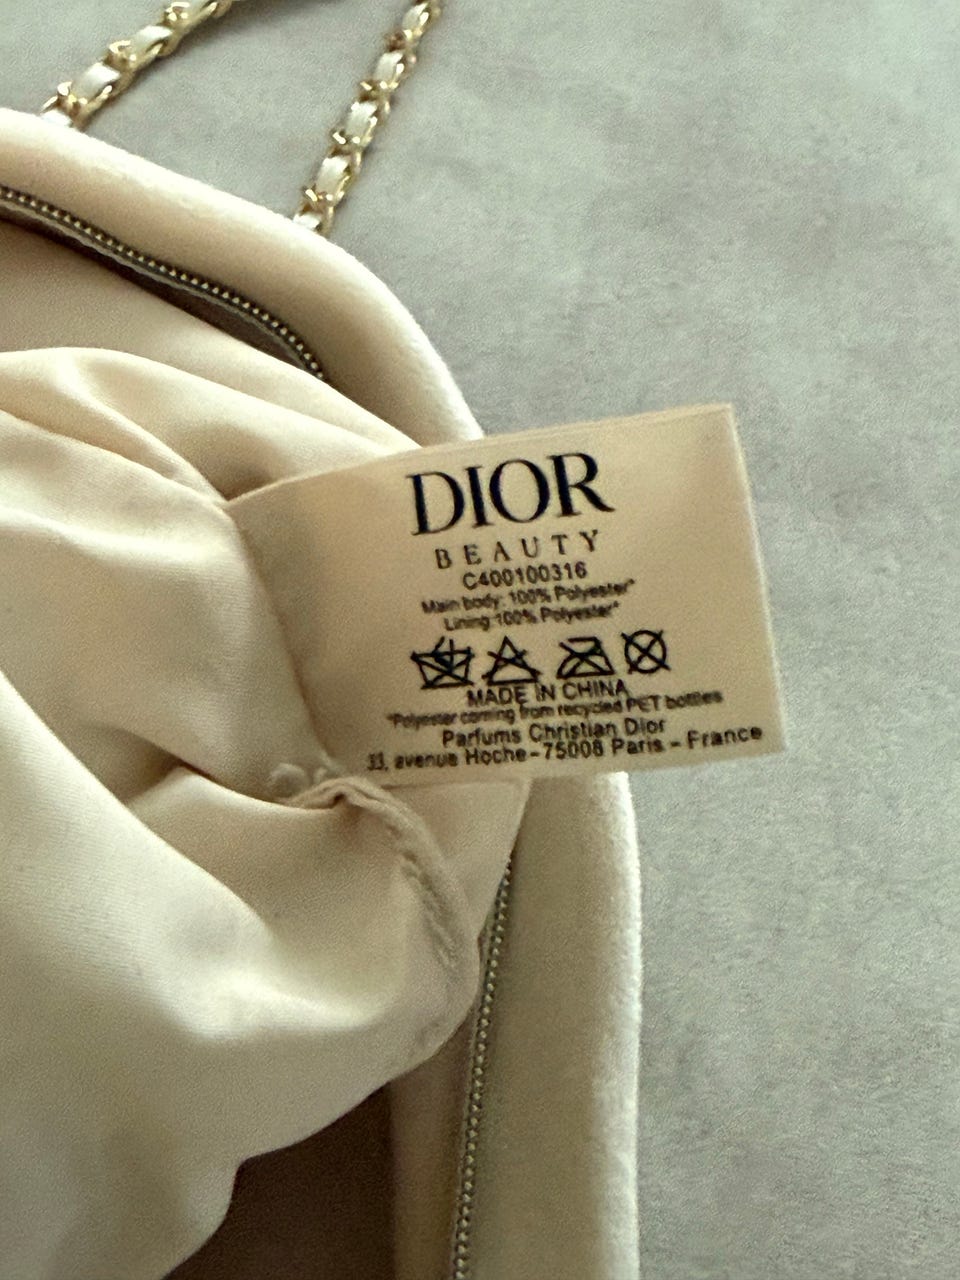 DIOR
BEAUTY
C400100316
Main body: 100% Polyester*
Lining:100% Polyester*
MADE IN CHINA
*Polyester coming from recycled PET bottles
Parfums Christian Dior
33, avenue Hoche-75008 Paris - France